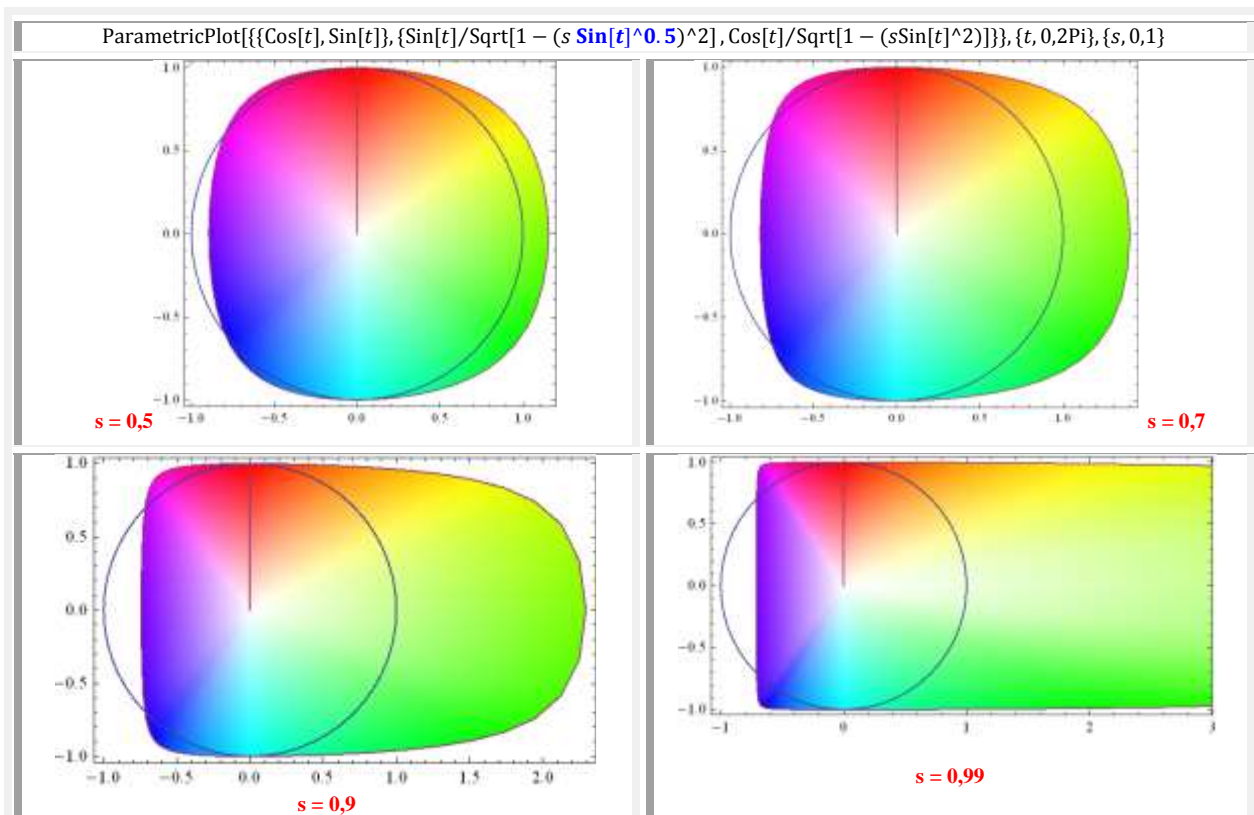 ParametricPlot[{{Cos[t], Sin[t]}, {Sin[t]/Sqrt[1 − (s Sin[t]^0.5)^2], Cos[t]/Sqrt[1 − (sSin[t]^2)]}}, {t, 0,2Pi}, {s, 0,1}
1.0
0.5
0.0
−0.5
−1.0
−1.0 −0.5 0.0 0.5 1.0
s = 0,5
1.0
0.5
0.0
−0.5
−1.0
−1.0 −0.5 0.0 0.5 1.0
s = 0,7
1.0
0.5
0.0
−0.5
−1.0
−1.0 −0.5 0.0 0.5 1.0 1.5 2.0
s = 0,9
1.0
0.5
0.0
−0.5
−1.0
−1 0 1 2 3
s = 0,99